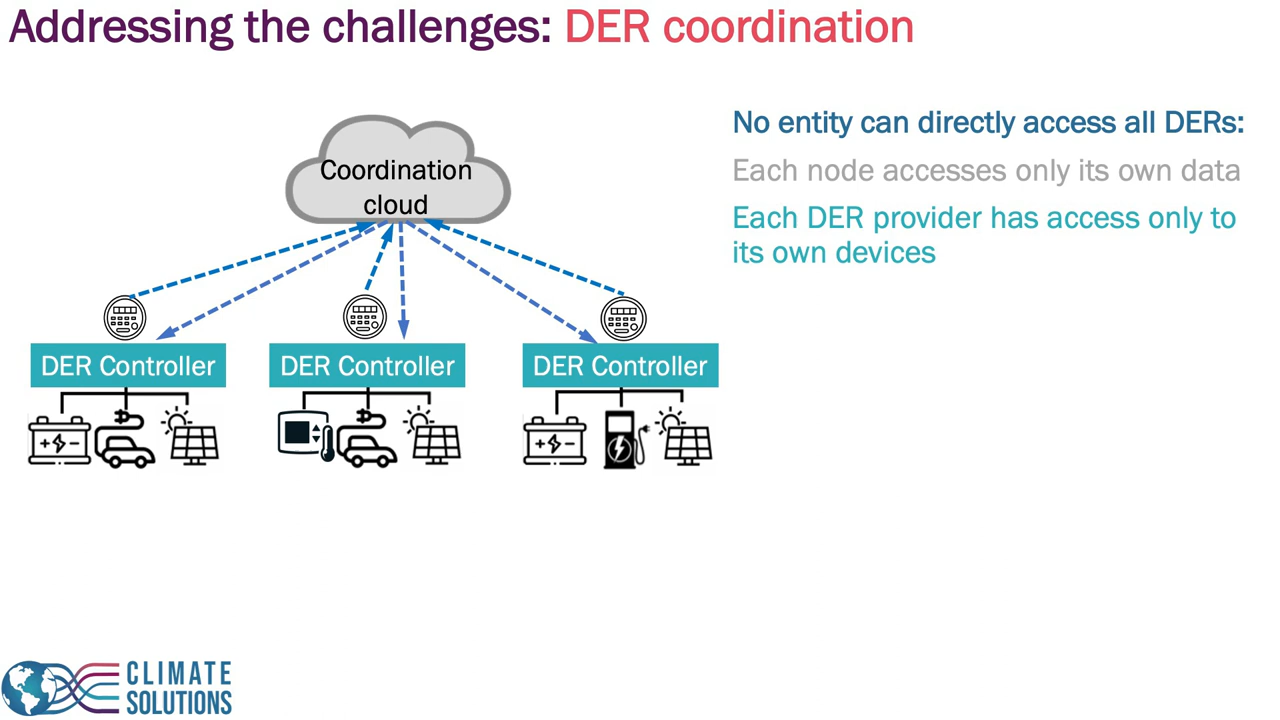 Addressing the challenges: DER coordination
Coordination
cloud
No entity can directly access all DERs:
Each node accesses only its own data
Each DER provider has access only to
its own devices
DER Controller
DER Controller
DER Controller
CLIMATE
SOLUTIONS